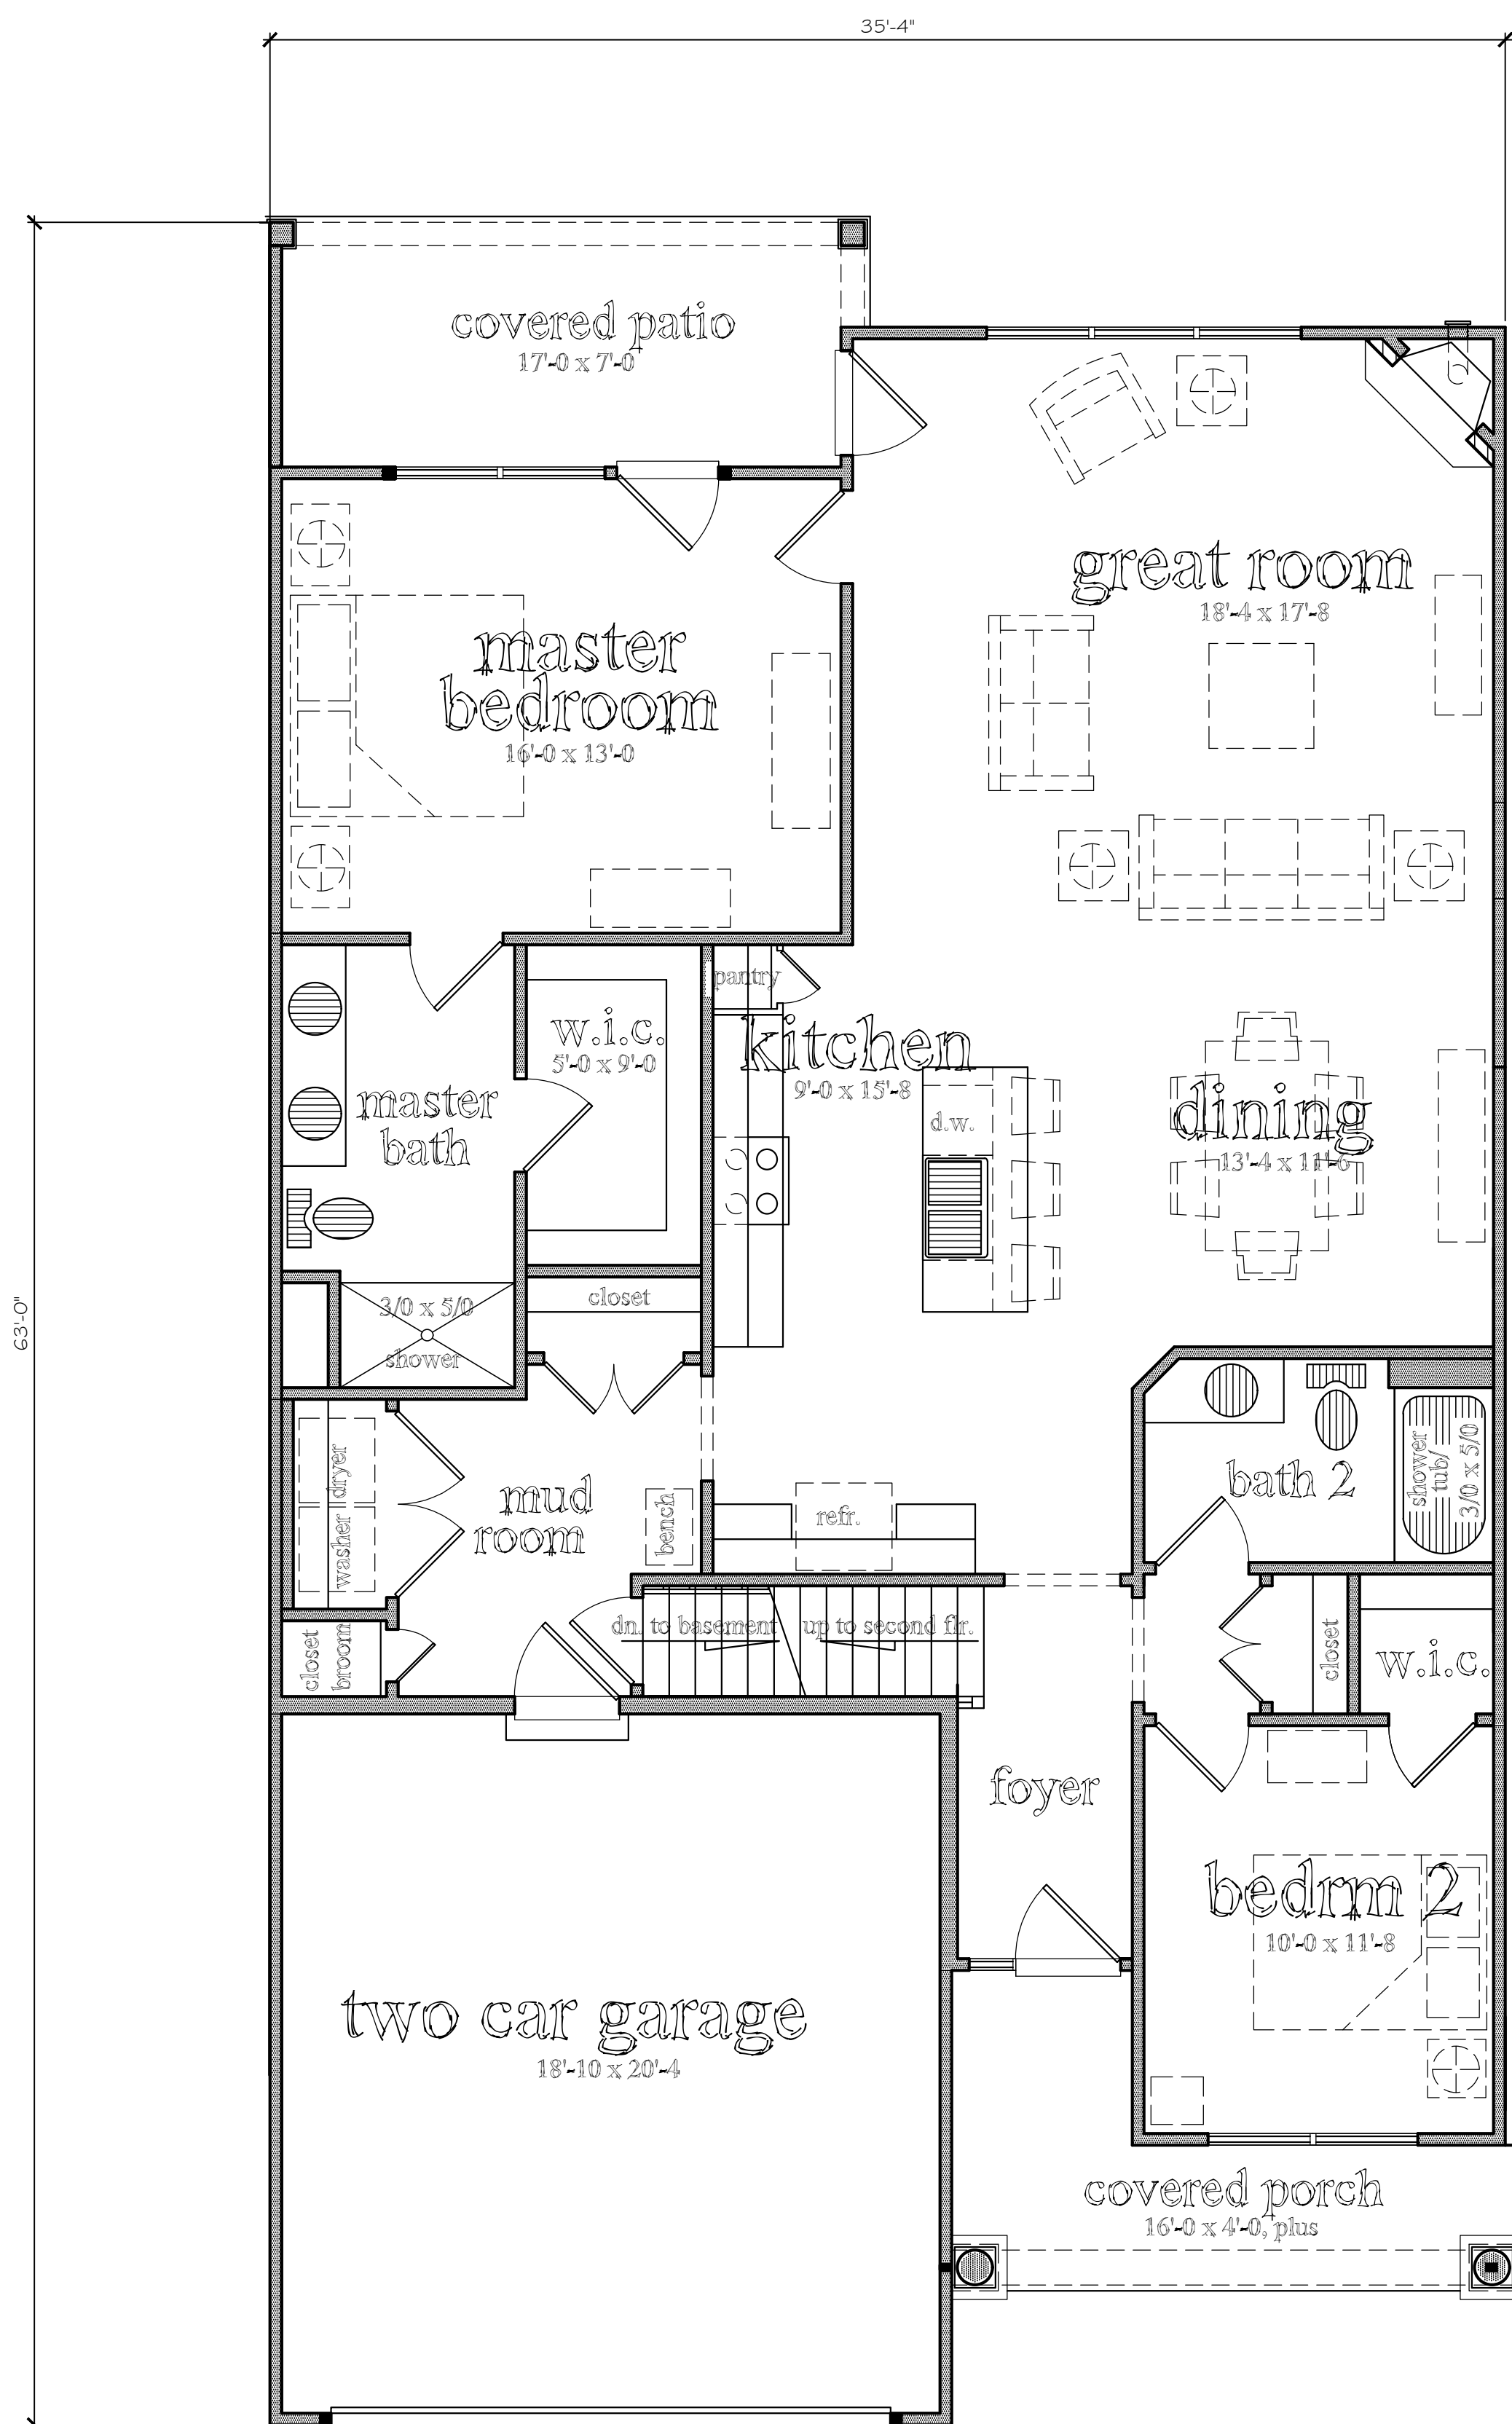 35'-4"
63'-0"
covered patio
17'-0 x 7'-0
2
great room
18'-4 x 17'-8
master
bedroom
16'-0 x 13'-0
pantry
kitchen
9'-0 x 15'-8
w.i.c.
5'-0 x 9'-0
master
bath
d.w.
dining
13'-4 x 11'-6
closet
3/0 x 5/0
shower
dryer
washer
mud
room
bench
refr.
bath 2
shower
tub/
3/0 x 5/0
dn. to basement
up to second flr.
closet
broom
closet
w.i.c.
foyer
bedrm 2
10'-0 x 11'-8
two car garage
18'-10 x 20'-4
covered porch
16'-0 x 4'-0, plus